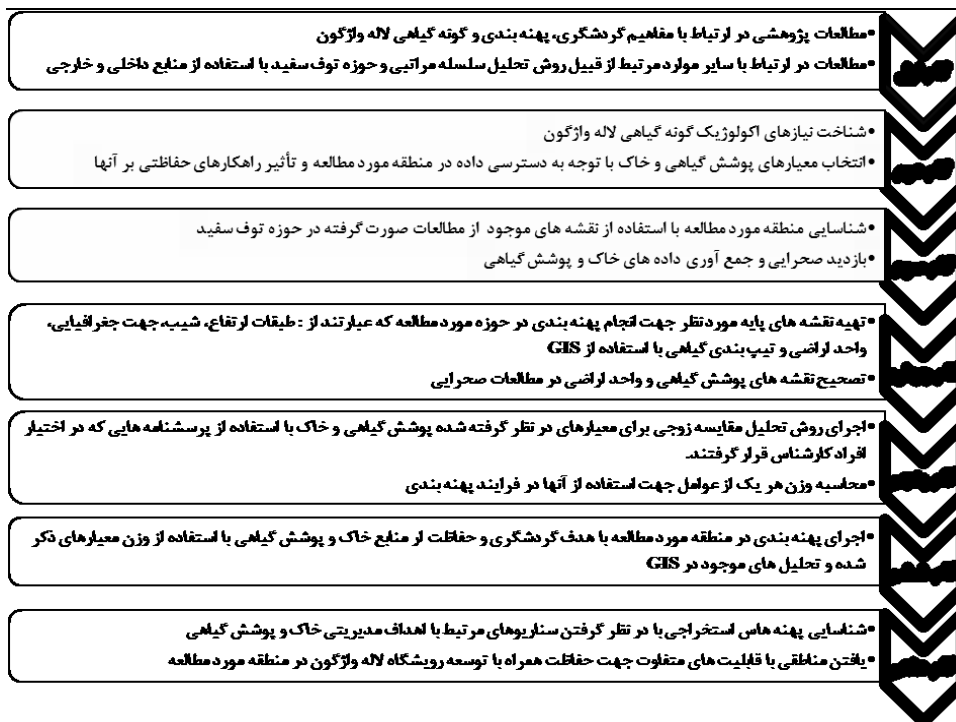 •مطالعات پژوهشی در ارتباط با مفاهیم گردشگری، پهنه بندی و گونه گیاهی لاله واژگون
•مطالعات در ارتباط با سایر موارد مرتبط از قبیل روش تحلیل سلسله مراتبی و حوزه توف سفید با استفاده از منابع داخلی و خارجی
•شناخت نیازهای اکولوژیک گونه گیاهی لاله واژگون
•انتخاب معیارهای پوشش گیاهی و خاک با توجه به دسترسی داده در منطقه مورد مطالعه و تأثیر راهکارهای حفاظتی بر آنها
•شناسایی منطقه مورد مطالعه با استفاده از نقشه های موجود از مطالعات صورت گرفته در حوزه توف سفید
•بازدید صحرایی و جمع آوری داده های خاک و پوشش گیاهی
•تهیه نقشه های پایه مورد نظر جهت انجام پهنه بندی در حوزه مورد مطالعه که عبارتند از : طبقات ارتفاع، شیب، جهت جغرافیایی،
واحد اراضی و تیپ بندی گیاهی با استفاده از GIS
•تصحیح نقشه های پوشش گیاهی و واحد اراضی در مطالعات صحرایی
•اجرای روش تحلیل مقایسه زوجی برای معیارهای در نظر گرفته شده پوشش گیاهی و خاک با استفاده از پرسشنامه هایی که در اختیار
افراد کارشناس قرار گرفتند.
•محاسبه وزن هر یک از عوامل جهت استفاده از آنها در فرایند پهنه بندی
•اجرای پهنه بندی در منطقه مورد مطالعه با هدف گردشگری و حفاظت از منابع خاک و پوشش گیاهی با استفاده از وزن معیارهای ذکر
شده و تحلیل های موجود در GIS
•شناسایی پهنه هاس استخراجی با در نظر گرفتن سناریوهای مرتبط با اهداف مدیریتی خاک و پوشش گیاهی
•یافتن مناطقی با قابلیت های متفاوت جهت حفاظت همراه با توسعه رویشگاه لاله واژگون در منطقه مورد مطالعه